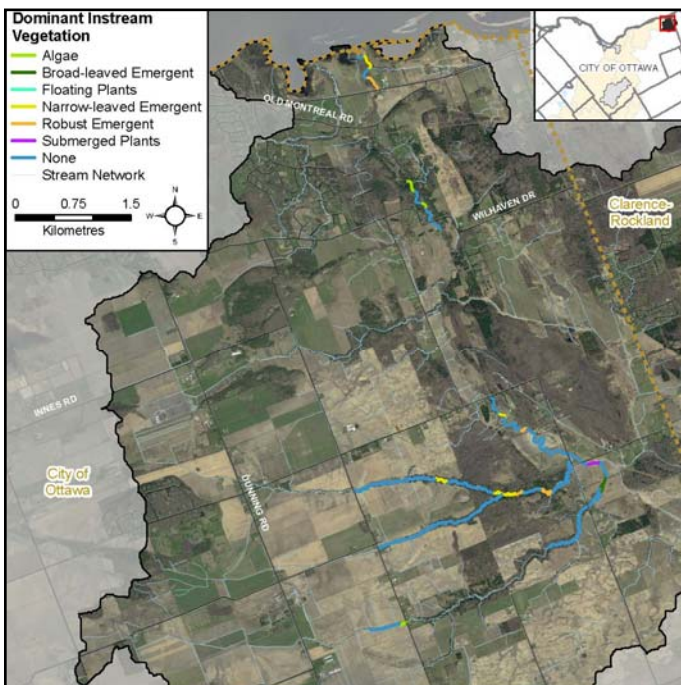 Dominant Instream
Vegetation
Algae
Broad-leaved Emergent
Floating Plants
Narrow-leaved Emergent
Robust Emergent
Submerged Plants
None
Stream Network
0 0.75 1.5
Kilometres
N
W E
S
CITY OF OTTAWA
OLD MONTREAL RD
WILHAVEN DR
Clarence-
Rockland
INNES RD
City of
Ottawa
DUNNING RD